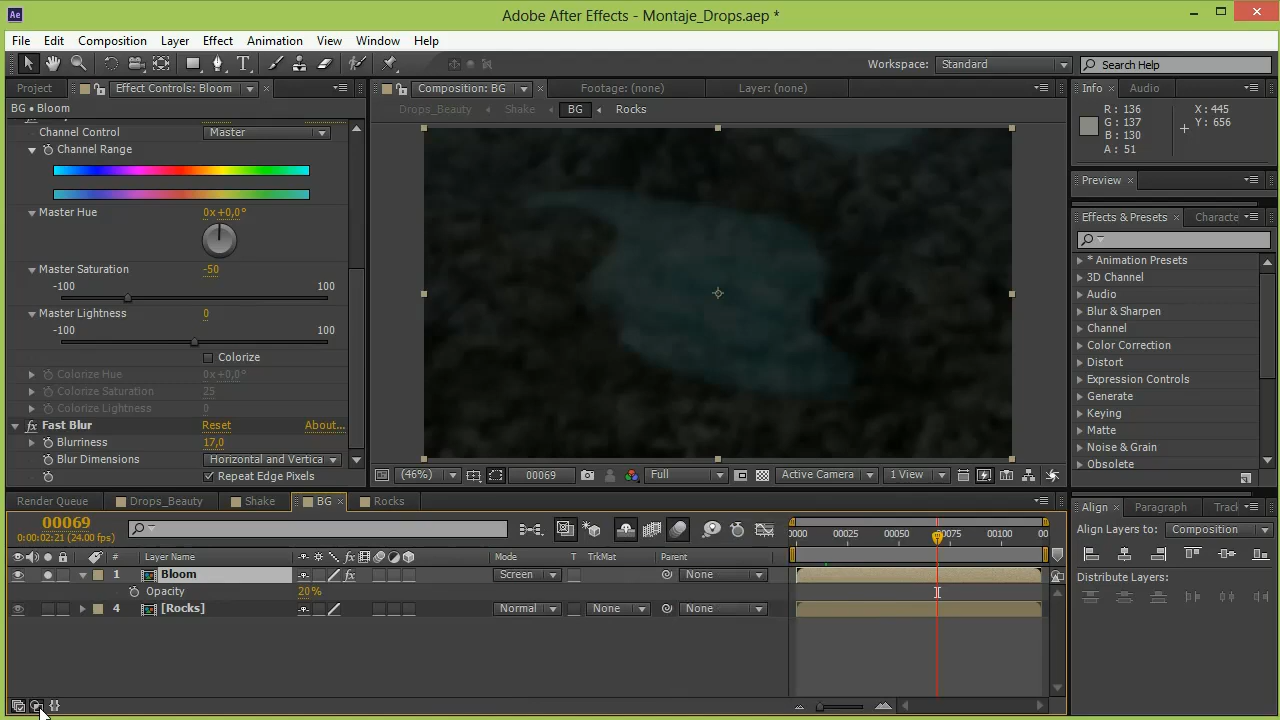 Ae Adobe After Effects - Montaje_Drops.aep *
File Edit Composition Layer Effect Animation View Window Help
Workspace: Standard Search Help
Project Effect Controls: Bloom Composition: BG Footage: (none) Layer: (none) Info Audio
BG • Bloom
Drops_Beauty Shake BG Rocks
R : 136
G : 137
B : 130
A : 51
X : 445
Y : 656
Channel Control Master
Channel Range
Master Hue 0x+0,0°
Master Saturation -50
-100 100
Master Lightness 0
-100 100
Colorize
Colorize Hue 0x+0,0°
Colorize Saturation 25
Colorize Lightness 0
fx Fast Blur Reset About...
Blurriness 17,0
Blur Dimensions Horizontal and Vertica
Repeat Edge Pixels
(46%) 00069 Full Active Camera 1 View
Preview
Effects & Presets Characte
* Animation Presets
3D Channel
Audio
Blur & Sharpen
Channel
Color Correction
Distort
Expression Controls
Generate
Keying
Matte
Noise & Grain
Obsolete
Render Queue Drops_Beauty Shake BG Rocks
00069
0:00:02:21 (24.00 fps)
0000 00025 00050 00075 00100 00
# Layer Name fx Mode T TrkMat Parent
1 Bloom fx Screen None
Opacity 20%
4 [Rocks] Normal None None
Align Paragraph Tracl
Align Layers to: Composition
Distribute Layers: